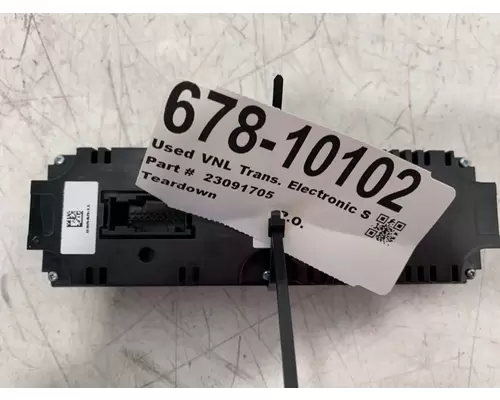 678-10102
Used VNL Trans. Electronic S
Part # 23091705
Teardown
P.O.